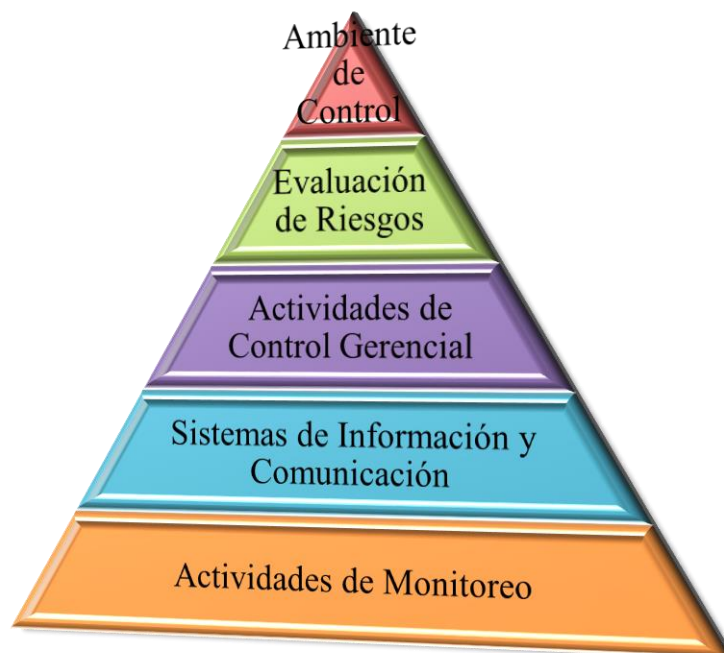 Ambiente
de
Control
Evaluación
de Riesgos
Actividades de
Control Gerencial
Sistemas de Información y
Comunicación
Actividades de Monitoreo